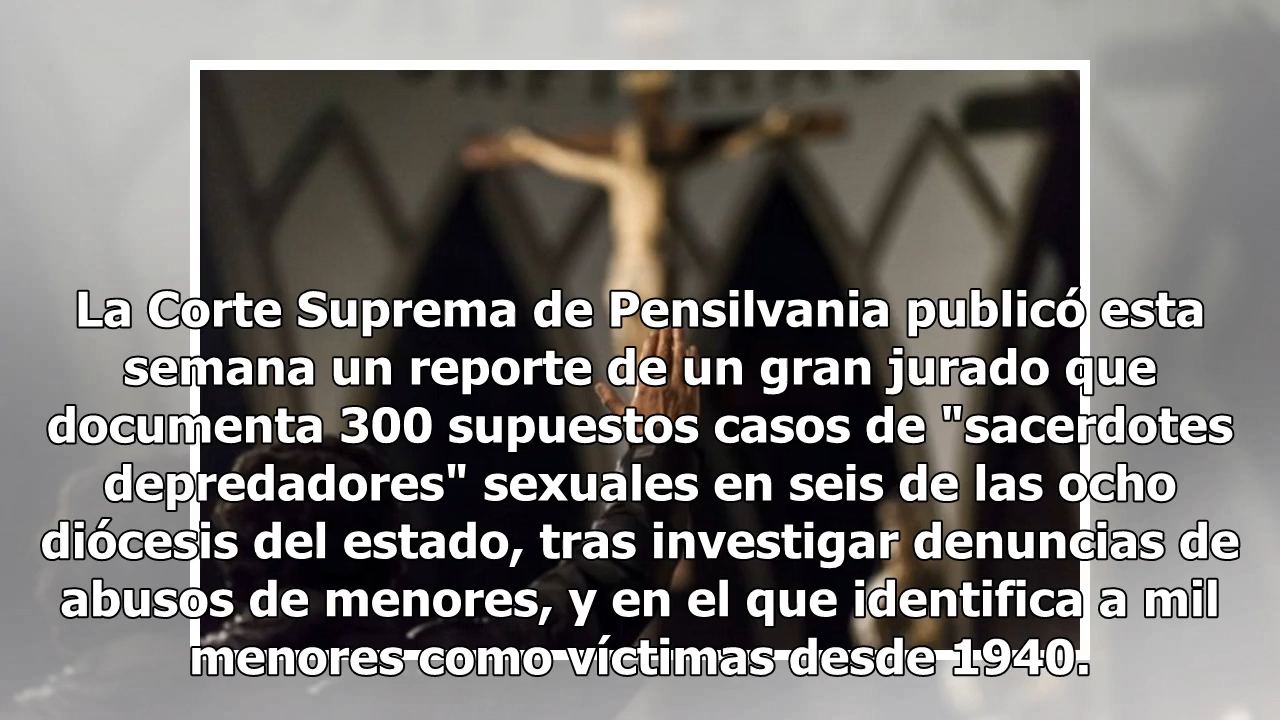 La Corte Suprema de Pensilvania publicó esta
semana un reporte de un gran jurado que
documenta 300 supuestos casos de "sacerdotes
depredadores" sexuales en seis de las ocho
diócesis del estado, tras investigar denuncias de
abusos de menores, y en el que identifica a mil
menores como víctimas desde 1940.